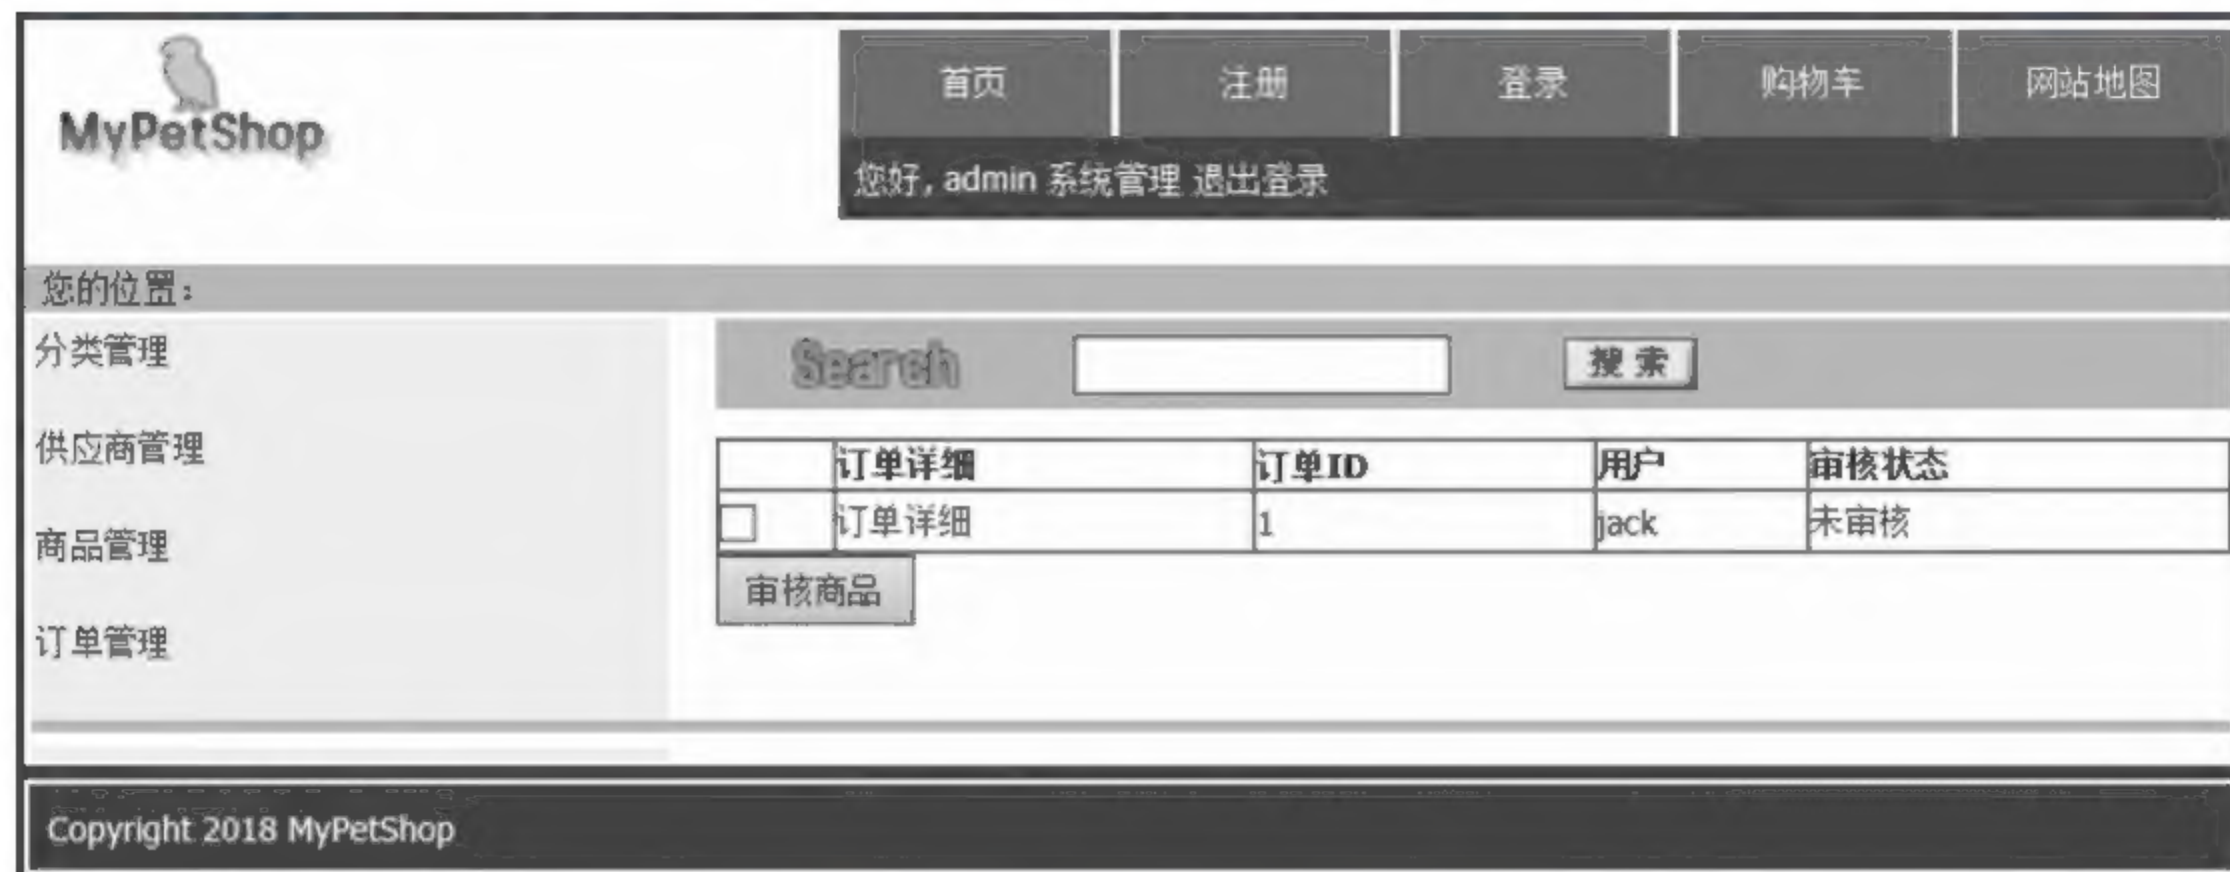 MyPetShop
首页 注册 登录 购物车 网站地图
您好, admin 系统管理 退出登录
您的位置：
分类管理
供应商管理
商品管理
订单管理
Search 搜索
订单详细 订单ID 用户 审核状态
订单详细 1 jack 未审核
审核商品
Copyright 2018 MyPetShop